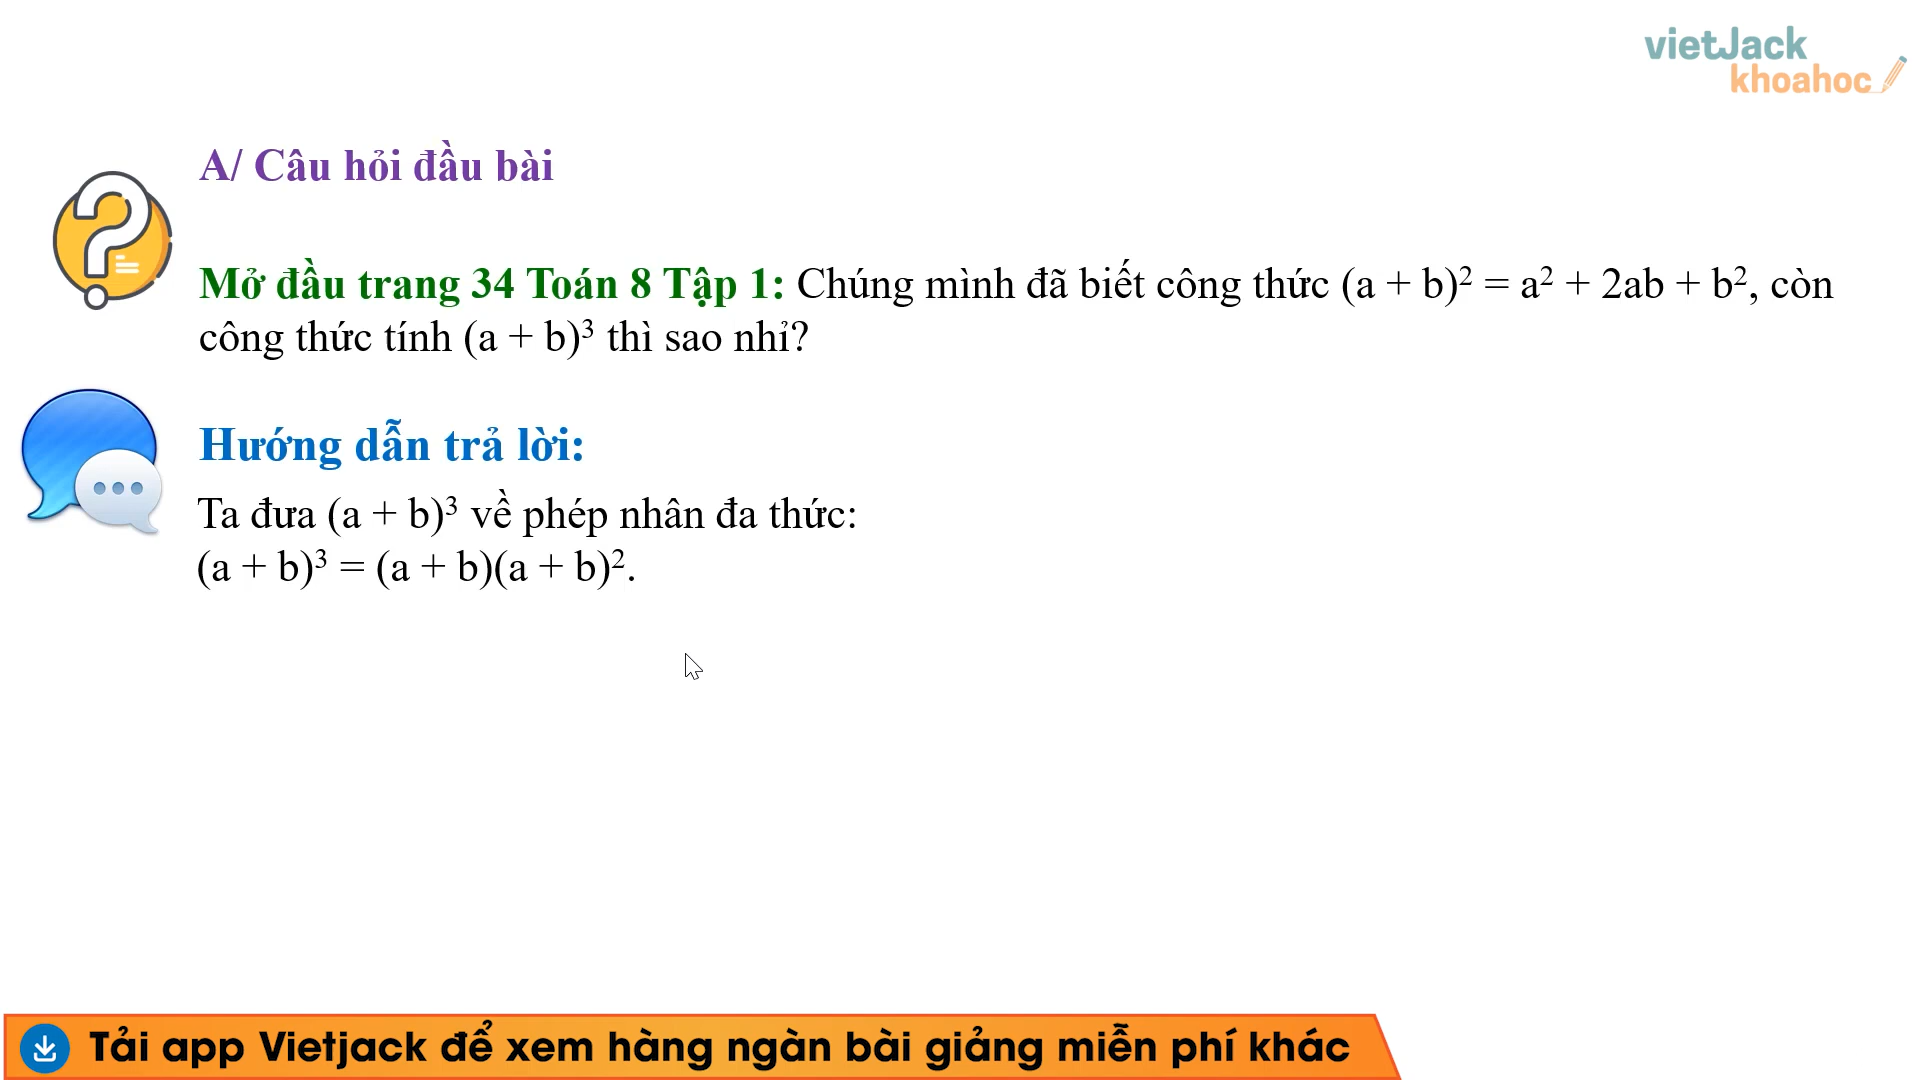 vietJack
khoahoc
A/ Câu hỏi đầu bài
Mở đầu trang 34 Toán 8 Tập 1: Chúng mình đã biết công thức (a + b)² = a² + 2ab + b², còn
công thức tính (a + b)³ thì sao nhỉ?
Hướng dẫn trả lời:
Ta đưa (a + b)³ về phép nhân đa thức:
(a + b)³ = (a + b)(a + b)².
Tải app Vietjack để xem hàng ngàn bài giảng miễn phí khác